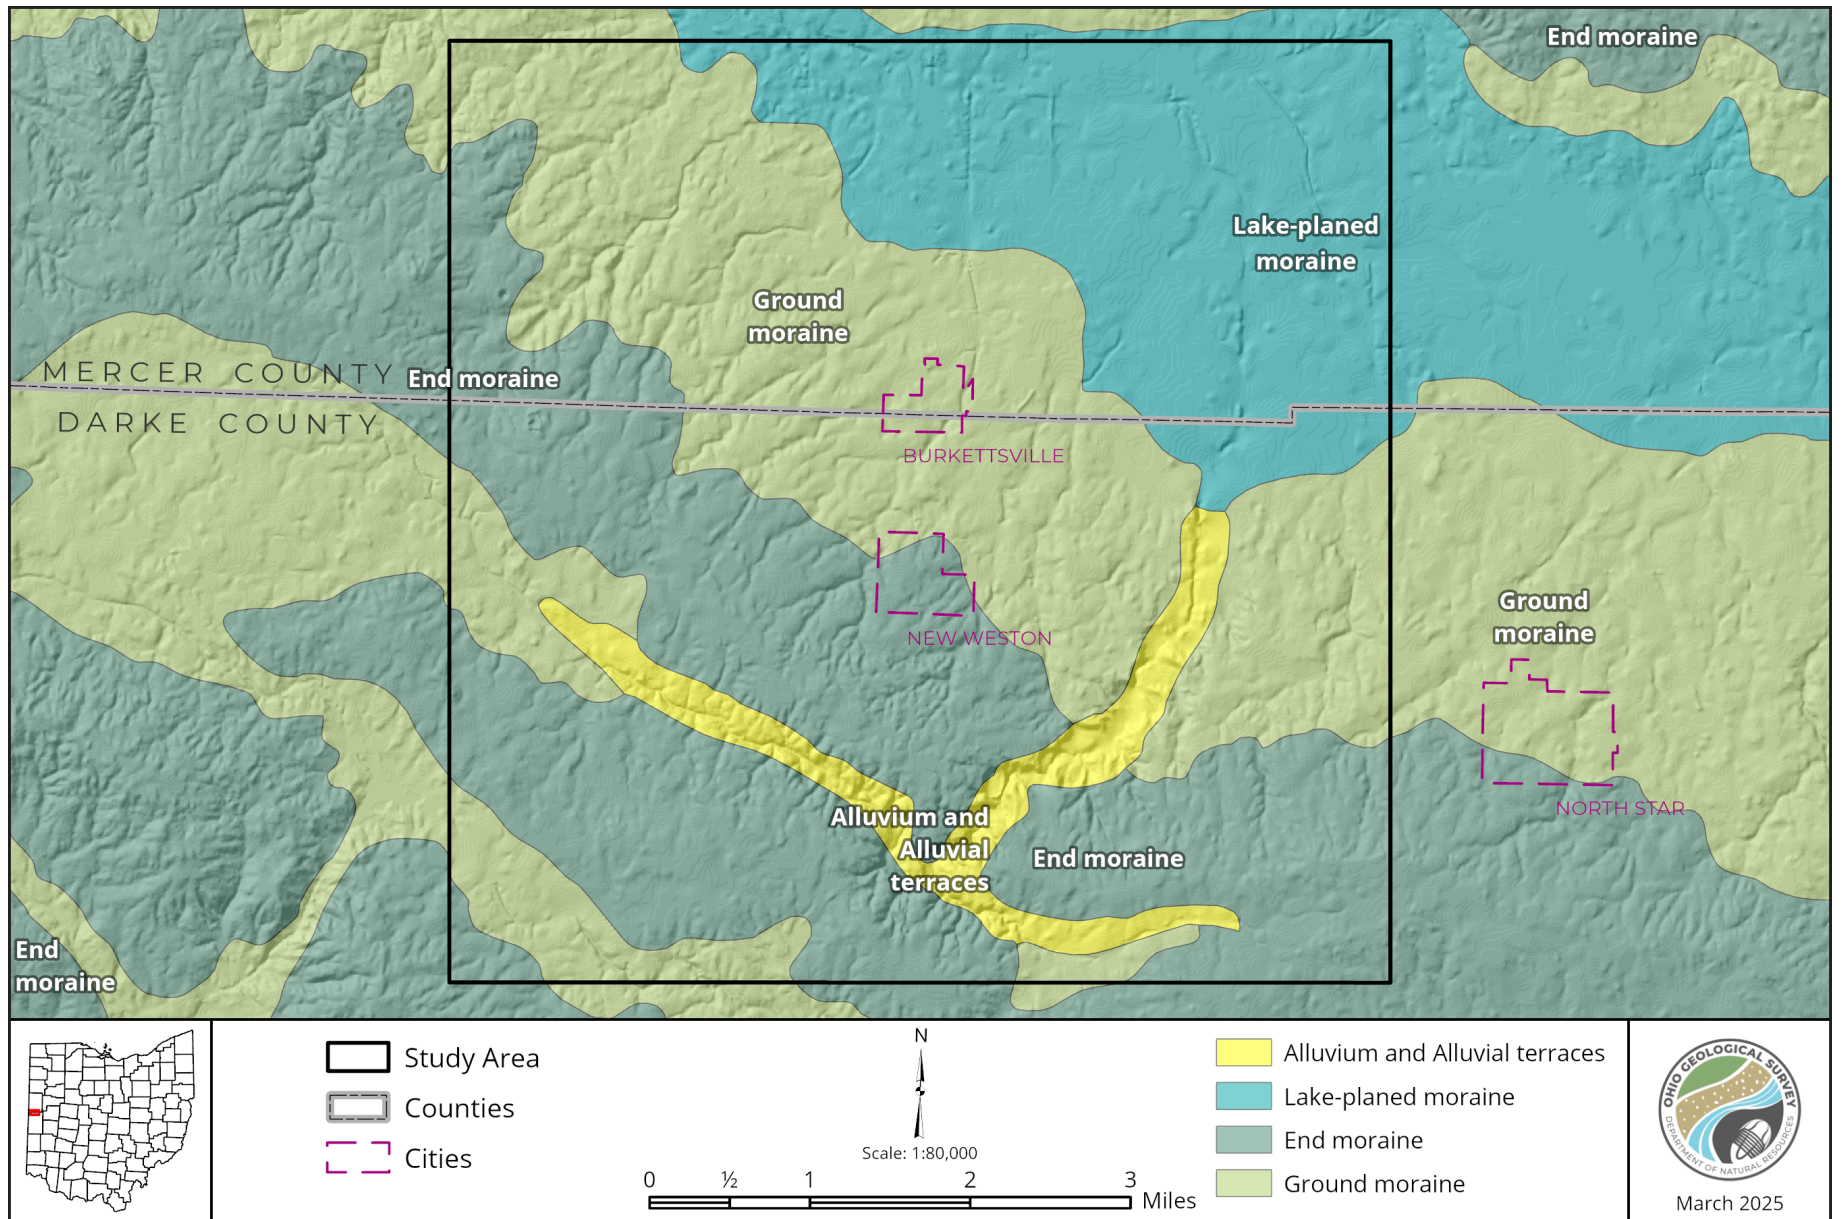 End moraine
Lake-planed
moraine
Ground
moraine
MERCER COUNTY
End moraine
DARKE COUNTY
BURKETTSVILLE
Ground
moraine
NEW WESTON
NORTH STAR
Alluvium and
Alluvial
terraces
End moraine
End
moraine
Study Area
Counties
Cities
N
Scale: 1:80,000
0 ½ 1 2 3 Miles
Alluvium and Alluvial terraces
Lake-planed moraine
End moraine
Ground moraine
OHIO GEOLOGICAL SURVEY
DEPARTMENT OF NATURAL RESOURCES
March 2025